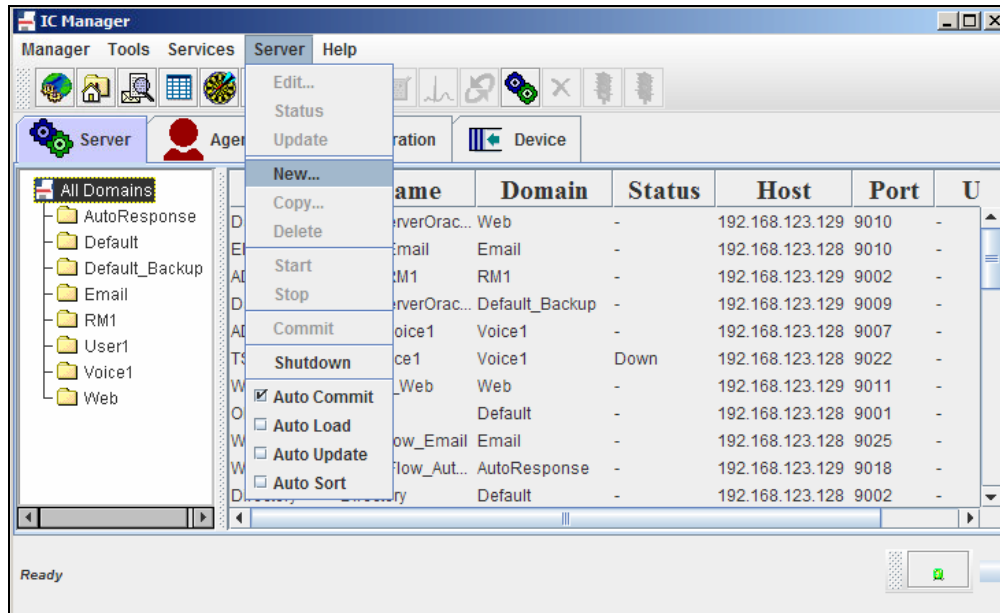 IC Manager
Manager Tools Services Server Help
Edit...
Status
Update
New...
Copy...
Delete
Start
Stop
Commit
Shutdown
Auto Commit
Auto Load
Auto Update
Auto Sort
Server Device
All Domains
AutoResponse
Default
Default_Backup
Email
RM1
User1
Voice1
Web
Domain Status Host Port U
Web - 192.168.123.129 9010 -
Email - 192.168.123.128 9010 -
RM1 - 192.168.123.129 9002 -
Default_Backup - 192.168.123.129 9009 -
Voice1 - 192.168.123.128 9007 -
Voice1 Down 192.168.123.128 9022 -
_Web Web - 192.168.123.129 9011 -
Default - 192.168.123.128 9001 -
ow_Email Email - 192.168.123.128 9025 -
low_Aut... AutoResponse - 192.168.123.129 9018 -
Default - 192.168.123.128 9002 -
Ready